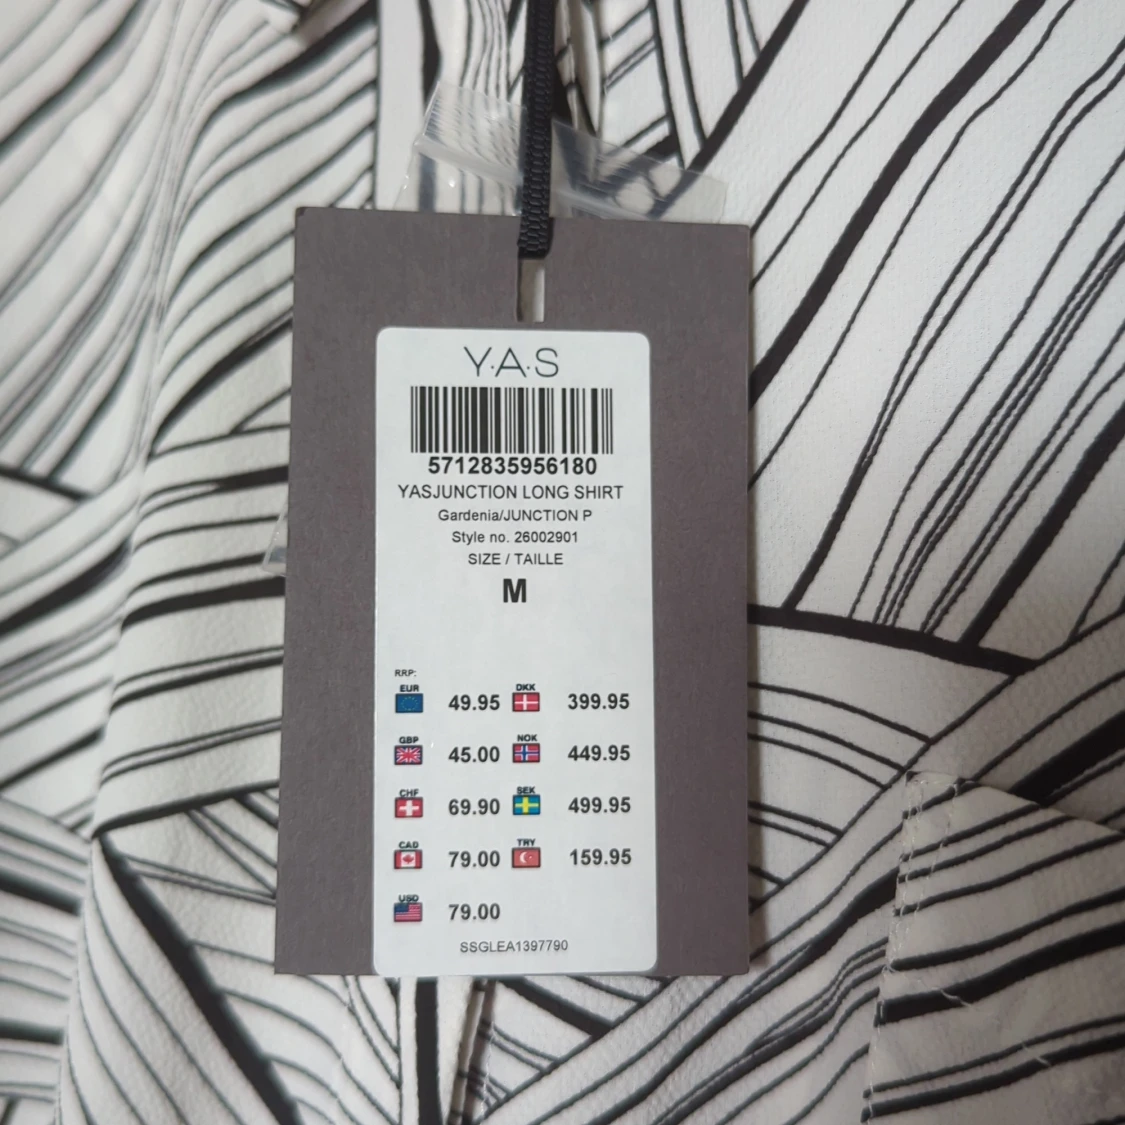 Y·A·S
5712835956180
YASJUNCTION LONG SHIRT
Gardenia/JUNCTION P
Style no. 26002901
SIZE / TAILLE
M
RRP:
EUR 49.95 DKK 399.95
GBP 45.00 NOK 449.95
CHF 69.90 SEK 499.95
CAD 79.00 TRY 159.95
USD 79.00
SSGLEA1397790